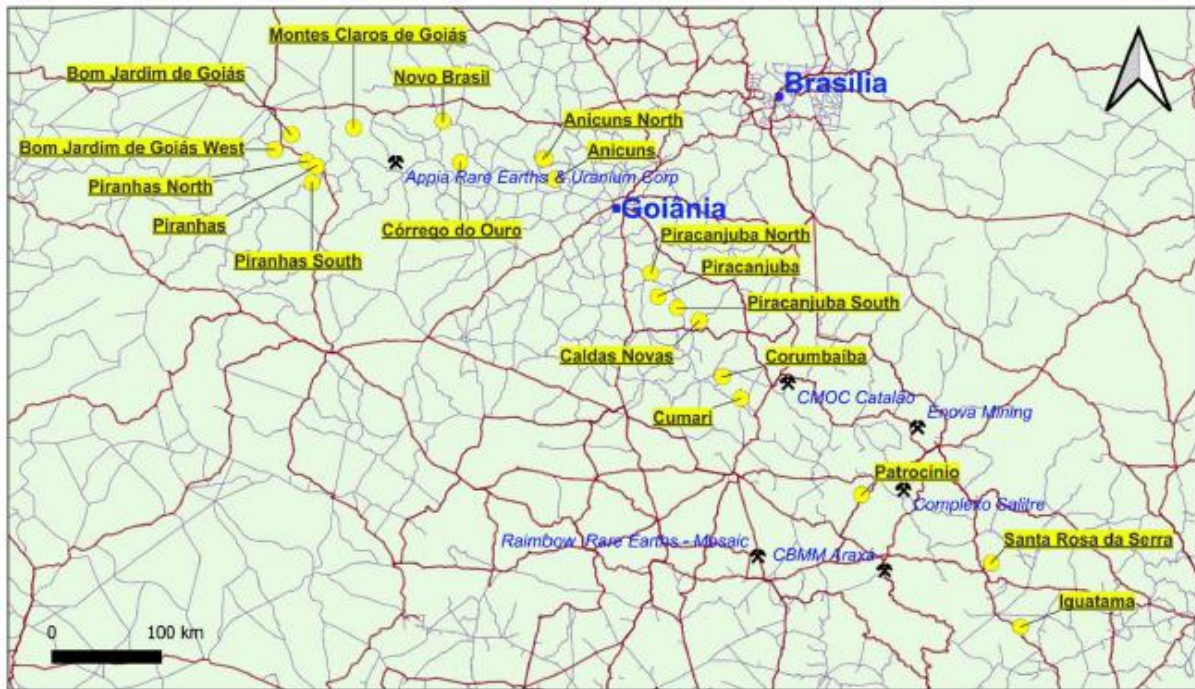 Montes Claros de Goiás
Bom Jardim de Goiás
Novo Brasil
Brasília
Anicuns North
Bom Jardim de Goiás West
Anicuns
Piranhas North
Appia Rare Earths & Uranium Corp
Goiânia
Piranhas
Córrego do Ouro
Piracanjuba North
Piranhas South
Piracanjuba
Piracanjuba South
Caldas Novas
Corumbaíba
CMOC Catalão
Cumari
Enova Mining
Patrocínio
Complexo Salitre
Raimbow Rare Earths - Mosaic
CBMM Araxá
Santa Rosa da Serra
Iguatama
0 100 km